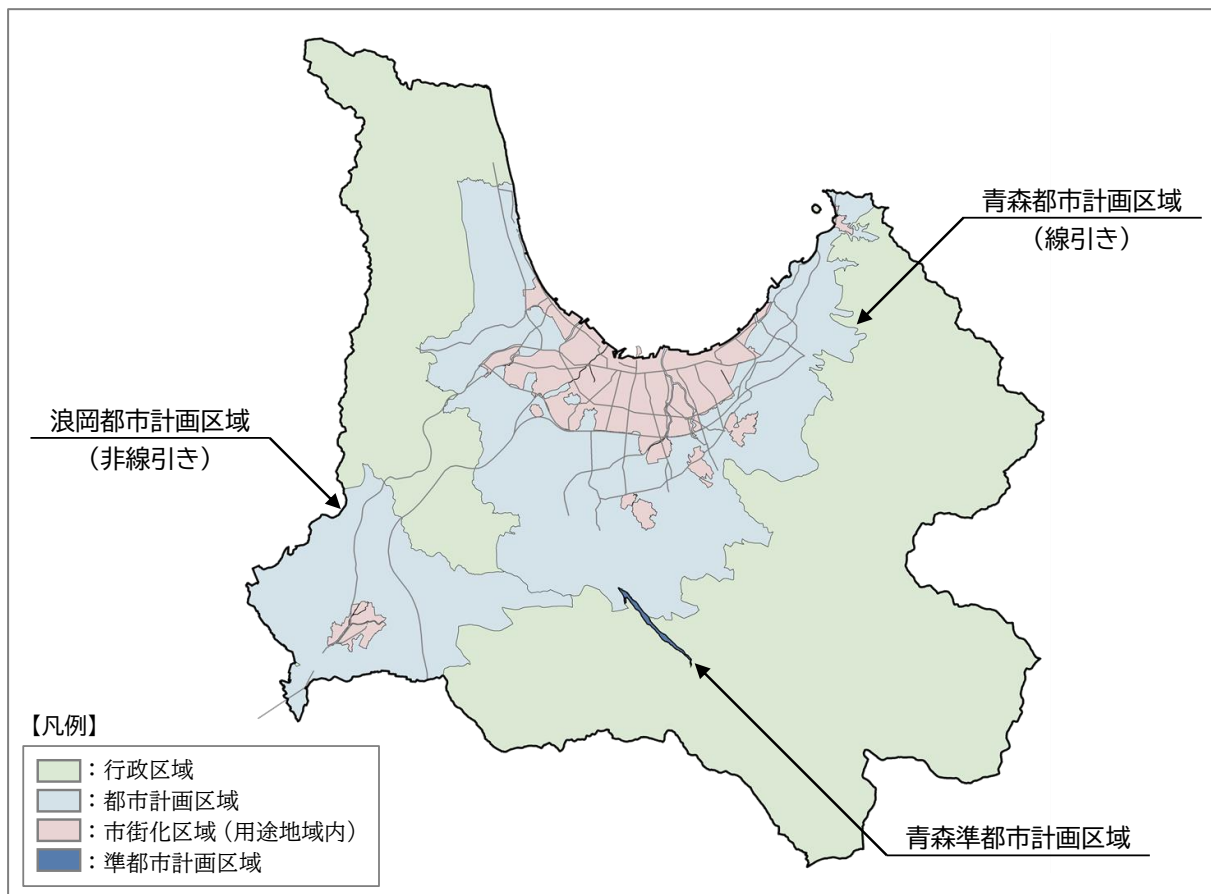 青森都市計画区域
（線引き）
浪岡都市計画区域
（非線引き）
【凡例】
：行政区域
：都市計画区域
：市街化区域（用途地域内）
：準都市計画区域
青森準都市計画区域